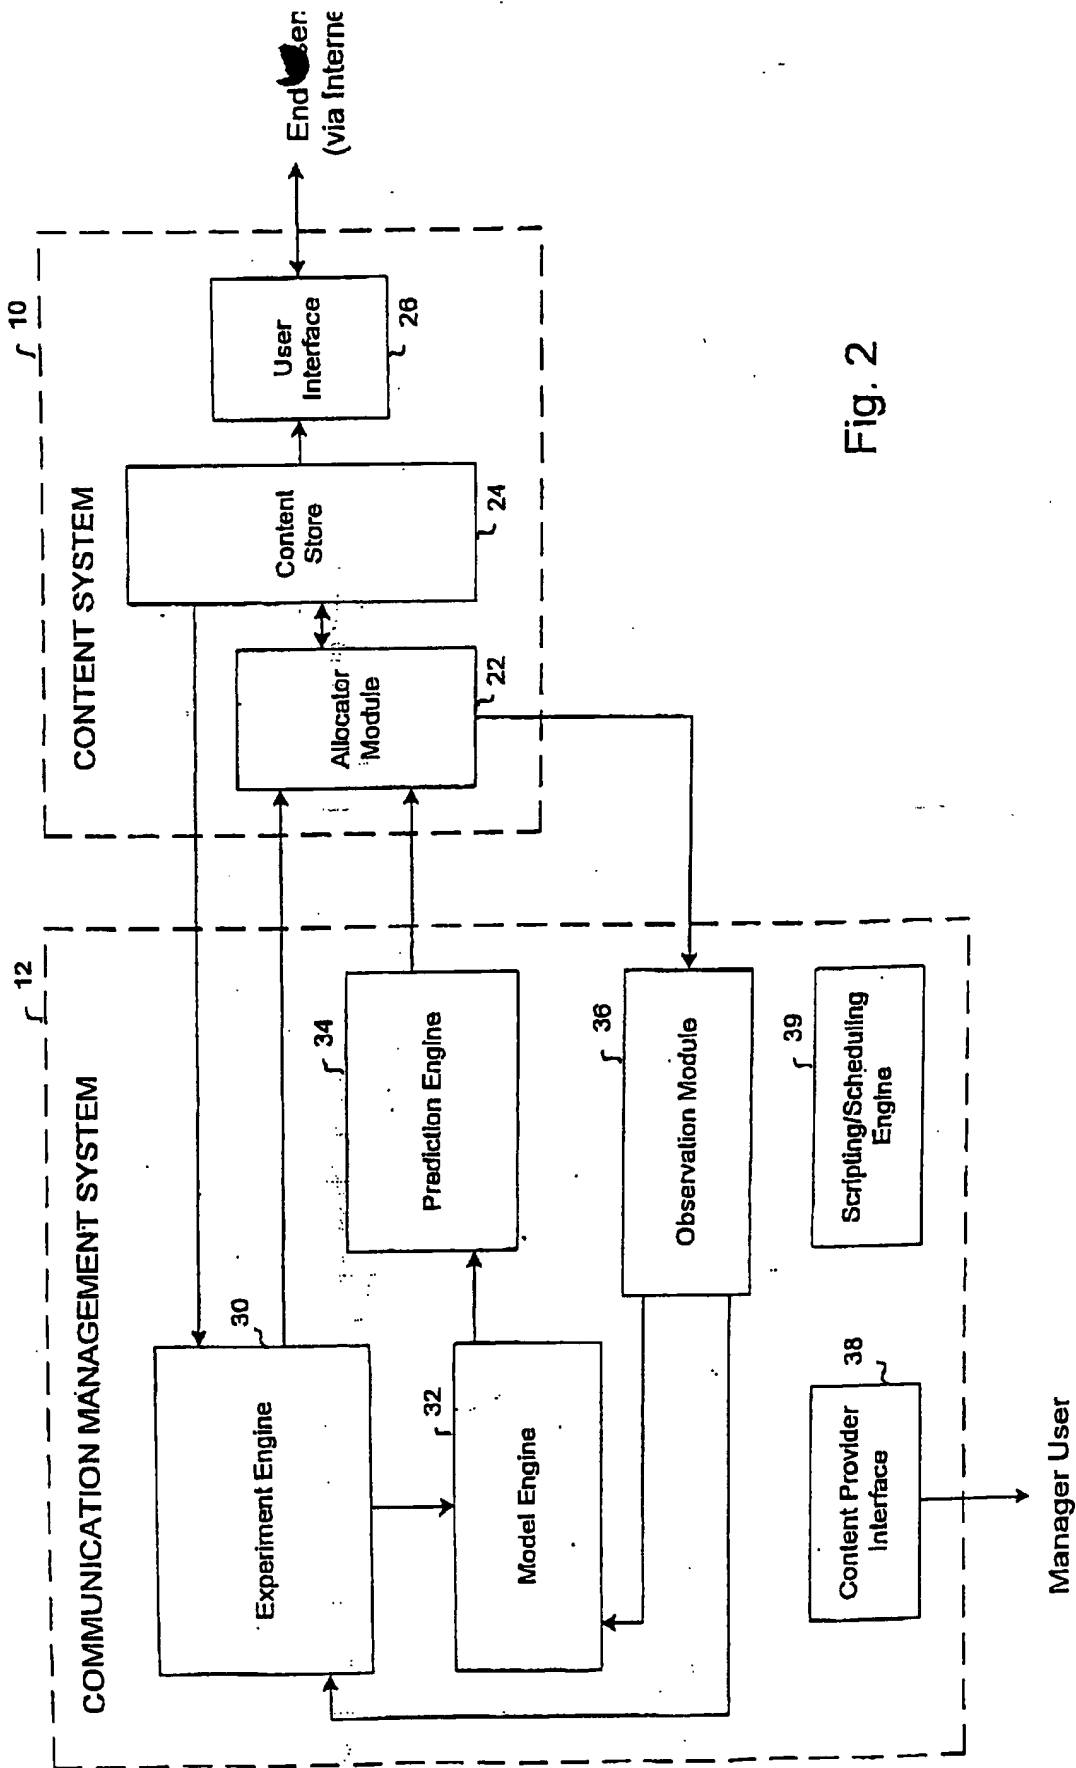 COMMUNICATION MANAGEMENT SYSTEM
12
Experiment Engine
30
Model Engine
32
Prediction Engine
34
Observation Module
36
Content Provider
Interface
38
Scripting/Scheduling
Engine
39
Manager User
CONTENT SYSTEM
10
Allocator
Module
22
Content
Store
24
User
Interface
26
End
(via
Fig. 2